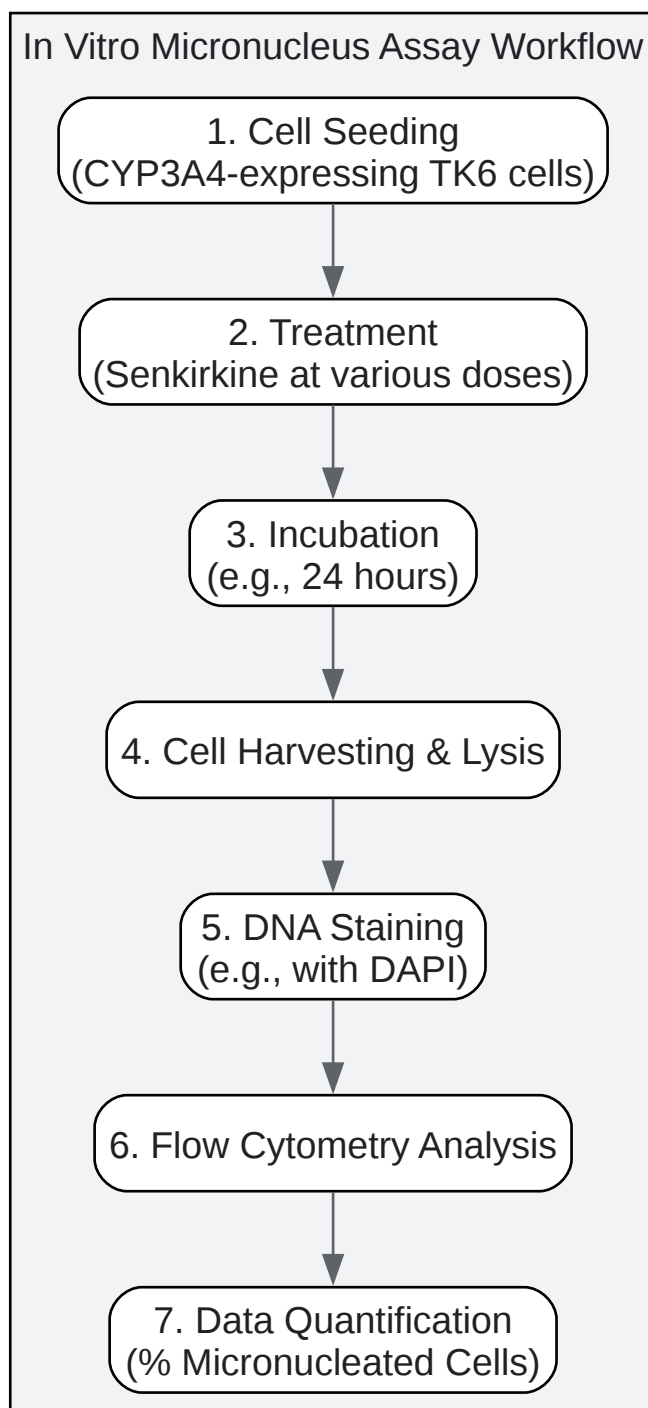 In Vitro Micronucleus Assay Workflow
1. Cell Seeding
(CYP3A4-expressing TK6 cells)
2. Treatment
(Senkirkine at various doses)
3. Incubation
(e.g., 24 hours)
4. Cell Harvesting & Lysis
5. DNA Staining
(e.g., with DAPI)
6. Flow Cytometry Analysis
7. Data Quantification
(% Micronucleated Cells)